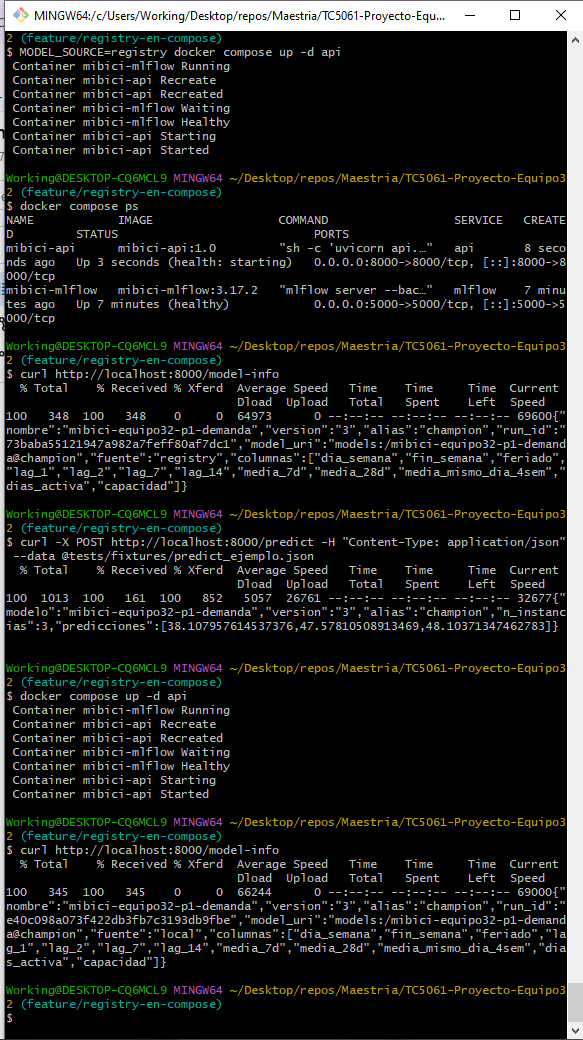 MINGW64:/c/Users/Working/Desktop/repos/Maestria/TC5061-Proyecto-Equ...
2 (feature/registry-en-compose)
$ MODEL_SOURCE=registry docker compose up -d api
 Container mibici-mlflow Running
 Container mibici-api Recreate
 Container mibici-api Recreated
 Container mibici-mlflow Waiting
 Container mibici-mlflow Healthy
 Container mibici-api Starting
 Container mibici-api Started
Working@DESKTOP-CQ6MCL9 MINGW64 ~/Desktop/repos/Maestria/TC5061-Proyecto-Equipo3
2 (feature/registry-en-compose)
$ docker compose ps
NAME            IMAGE                  COMMAND                  SERVICE   CREATE
D         STATUS                            PORTS
mibici-api      mibici-api:1.0         "sh -c 'uvicorn api.…"   api       8 seco
nds ago   Up 3 seconds (health: starting)   0.0.0.0:8000->8000/tcp, [::]:8000->8
000/tcp
mibici-mlflow   mibici-mlflow:3.17.2   "mlflow server --bac…"   mlflow    7 minu
tes ago   Up 7 minutes (healthy)            0.0.0.0:5000->5000/tcp, [::]:5000->5
000/tcp
Working@DESKTOP-CQ6MCL9 MINGW64 ~/Desktop/repos/Maestria/TC5061-Proyecto-Equipo3
2 (feature/registry-en-compose)
$ curl http://localhost:8000/model-info
  % Total    % Received % Xferd  Average Speed   Time    Time     Time  Current
                                 Dload  Upload   Total   Spent    Left  Speed
100   348  100   348    0     0  64973      0 --:--:-- --:--:-- --:--:-- 69600{"
nombre":"mibici-equipo32-p1-demanda","version":"3","alias":"champion","run_id":"
73baba55121947a982a7feff80af7dc1","model_uri":"models:/mibici-equipo32-p1-demand
a@champion","fuente":"registry","columnas":["dia_semana","fin_semana","feriado",
"lag_1","lag_2","lag_7","lag_14","media_7d","media_28d","media_mismo_dia_4sem","
dias_activa","capacidad"]}
Working@DESKTOP-CQ6MCL9 MINGW64 ~/Desktop/repos/Maestria/TC5061-Proyecto-Equipo3
2 (feature/registry-en-compose)
$ curl -X POST http://localhost:8000/predict -H "Content-Type: application/json"
 --data @tests/fixtures/predict_ejemplo.json
  % Total    % Received % Xferd  Average Speed   Time    Time     Time  Current
                                 Dload  Upload   Total   Spent    Left  Speed
100  1013  100   161  100   852   5057  26761 --:--:-- --:--:-- --:--:-- 32677{"
modelo":"mibici-equipo32-p1-demanda","version":"3","alias":"champion","n_instanc
ias":3,"predicciones":[38.107957614537376,47.57810508913469,48.10371347462783]}
Working@DESKTOP-CQ6MCL9 MINGW64 ~/Desktop/repos/Maestria/TC5061-Proyecto-Equipo3
2 (feature/registry-en-compose)
$ docker compose up -d api
 Container mibici-mlflow Running
 Container mibici-api Recreate
 Container mibici-api Recreated
 Container mibici-mlflow Waiting
 Container mibici-mlflow Healthy
 Container mibici-api Starting
 Container mibici-api Started
Working@DESKTOP-CQ6MCL9 MINGW64 ~/Desktop/repos/Maestria/TC5061-Proyecto-Equipo3
2 (feature/registry-en-compose)
$ curl http://localhost:8000/model-info
  % Total    % Received % Xferd  Average Speed   Time    Time     Time  Current
                                 Dload  Upload   Total   Spent    Left  Speed
100   345  100   345    0     0  66244      0 --:--:-- --:--:-- --:--:-- 69000{"
nombre":"mibici-equipo32-p1-demanda","version":"3","alias":"champion","run_id":"
e40c098a073f422db3fb7c3193db9fbe","model_uri":"models:/mibici-equipo32-p1-demand
a@champion","fuente":"local","columnas":["dia_semana","fin_semana","feriado","la
g_1","lag_2","lag_7","lag_14","media_7d","media_28d","media_mismo_dia_4sem","dia
s_activa","capacidad"]}
Working@DESKTOP-CQ6MCL9 MINGW64 ~/Desktop/repos/Maestria/TC5061-Proyecto-Equipo3
2 (feature/registry-en-compose)
$